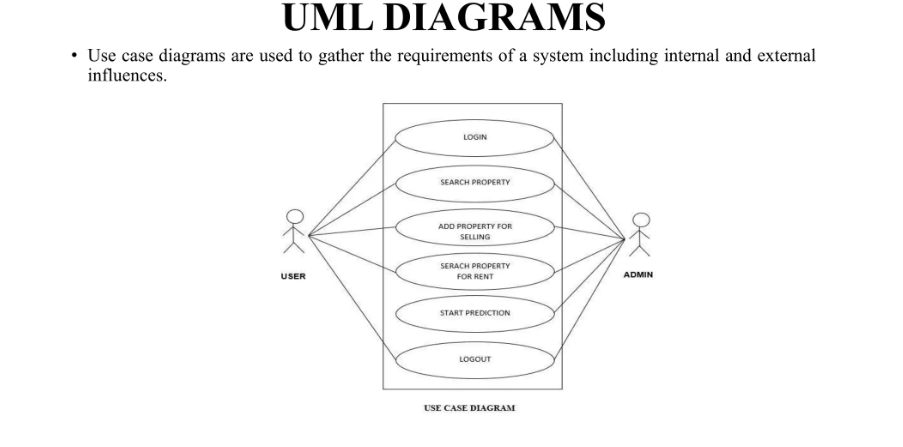 UML DIAGRAMS
• Use case diagrams are used to gather the requirements of a system including internal and external
influences.
LOGIN
SEARCH PROPERTY
ADD PROPERTY FOR
SELLING
SERACH PROPERTY
FOR RENT
USER
ADMIN
START PREDICTION
LOGOUT
USE CASE DIAGRAM